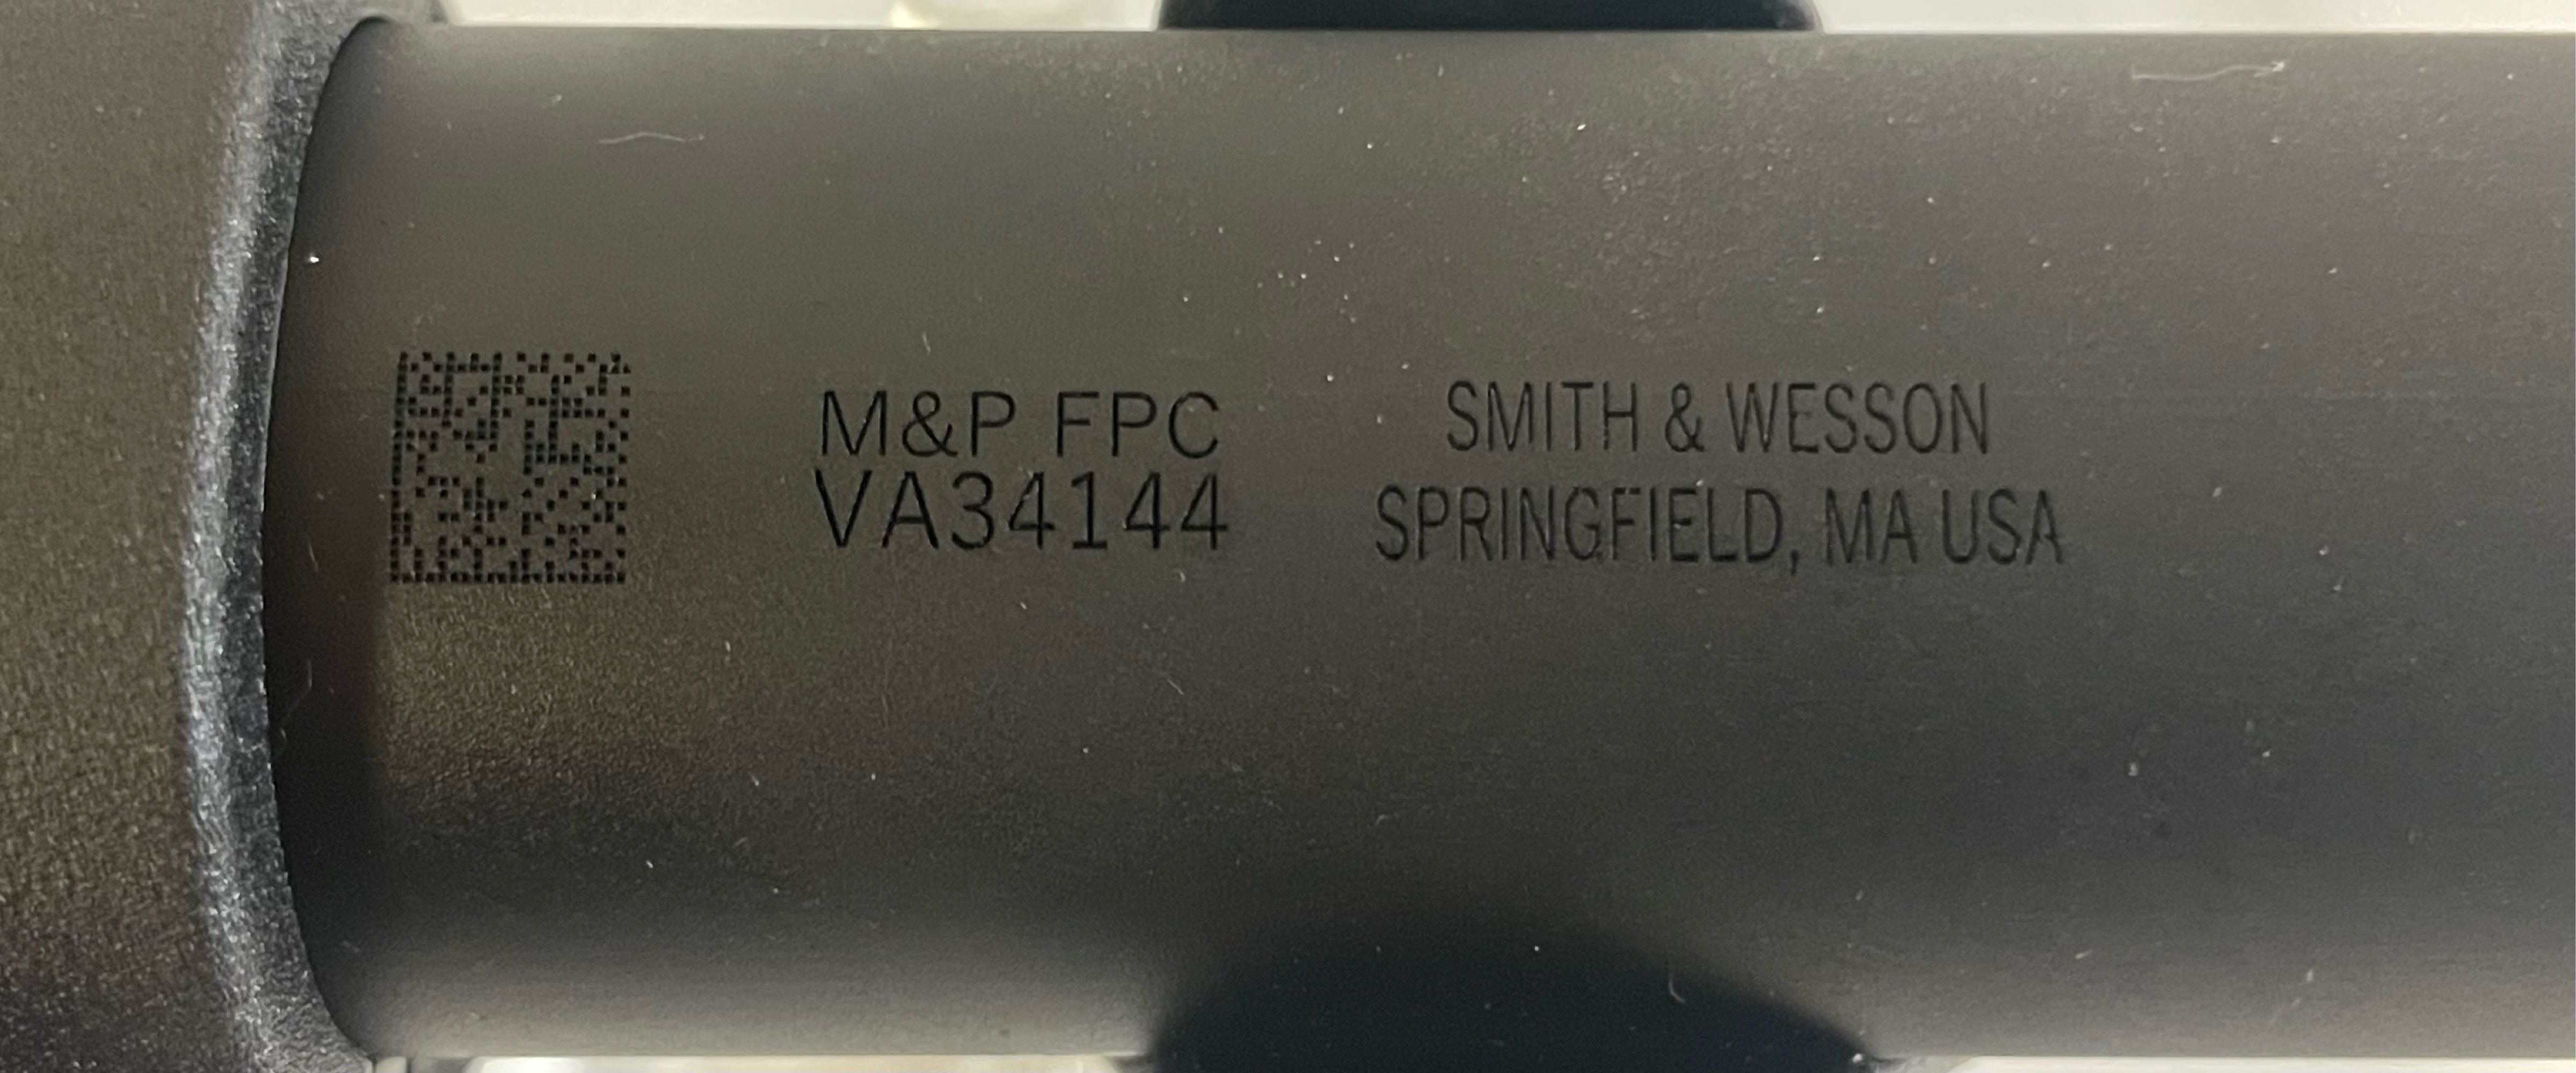 M&P FPC
VA34144
SMITH & WESSON
SPRINGFIELD, MA USA